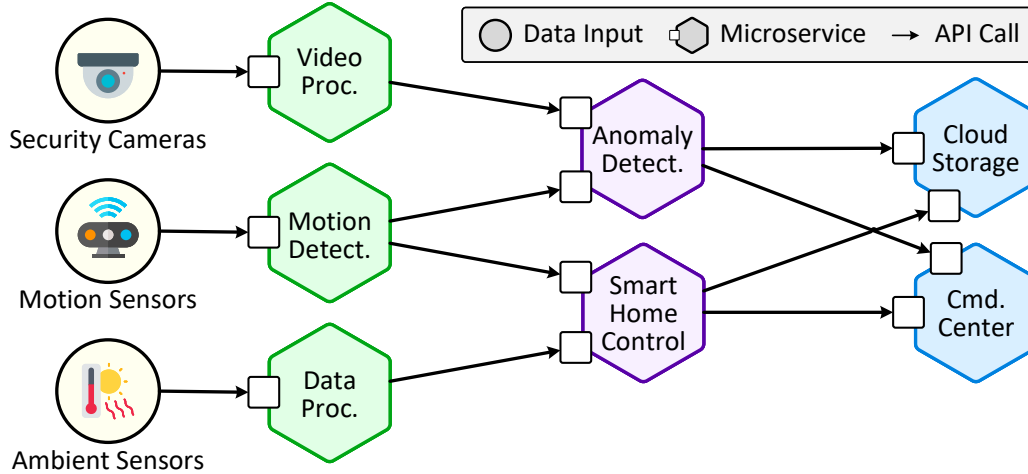 Data Input
Microservice
API Call
Security Cameras
Video
Proc.
Anomaly
Detect.
Cloud
Storage
Motion Sensors
Motion
Detect.
Smart
Home
Control
Cmd.
Center
Ambient Sensors
Data
Proc.